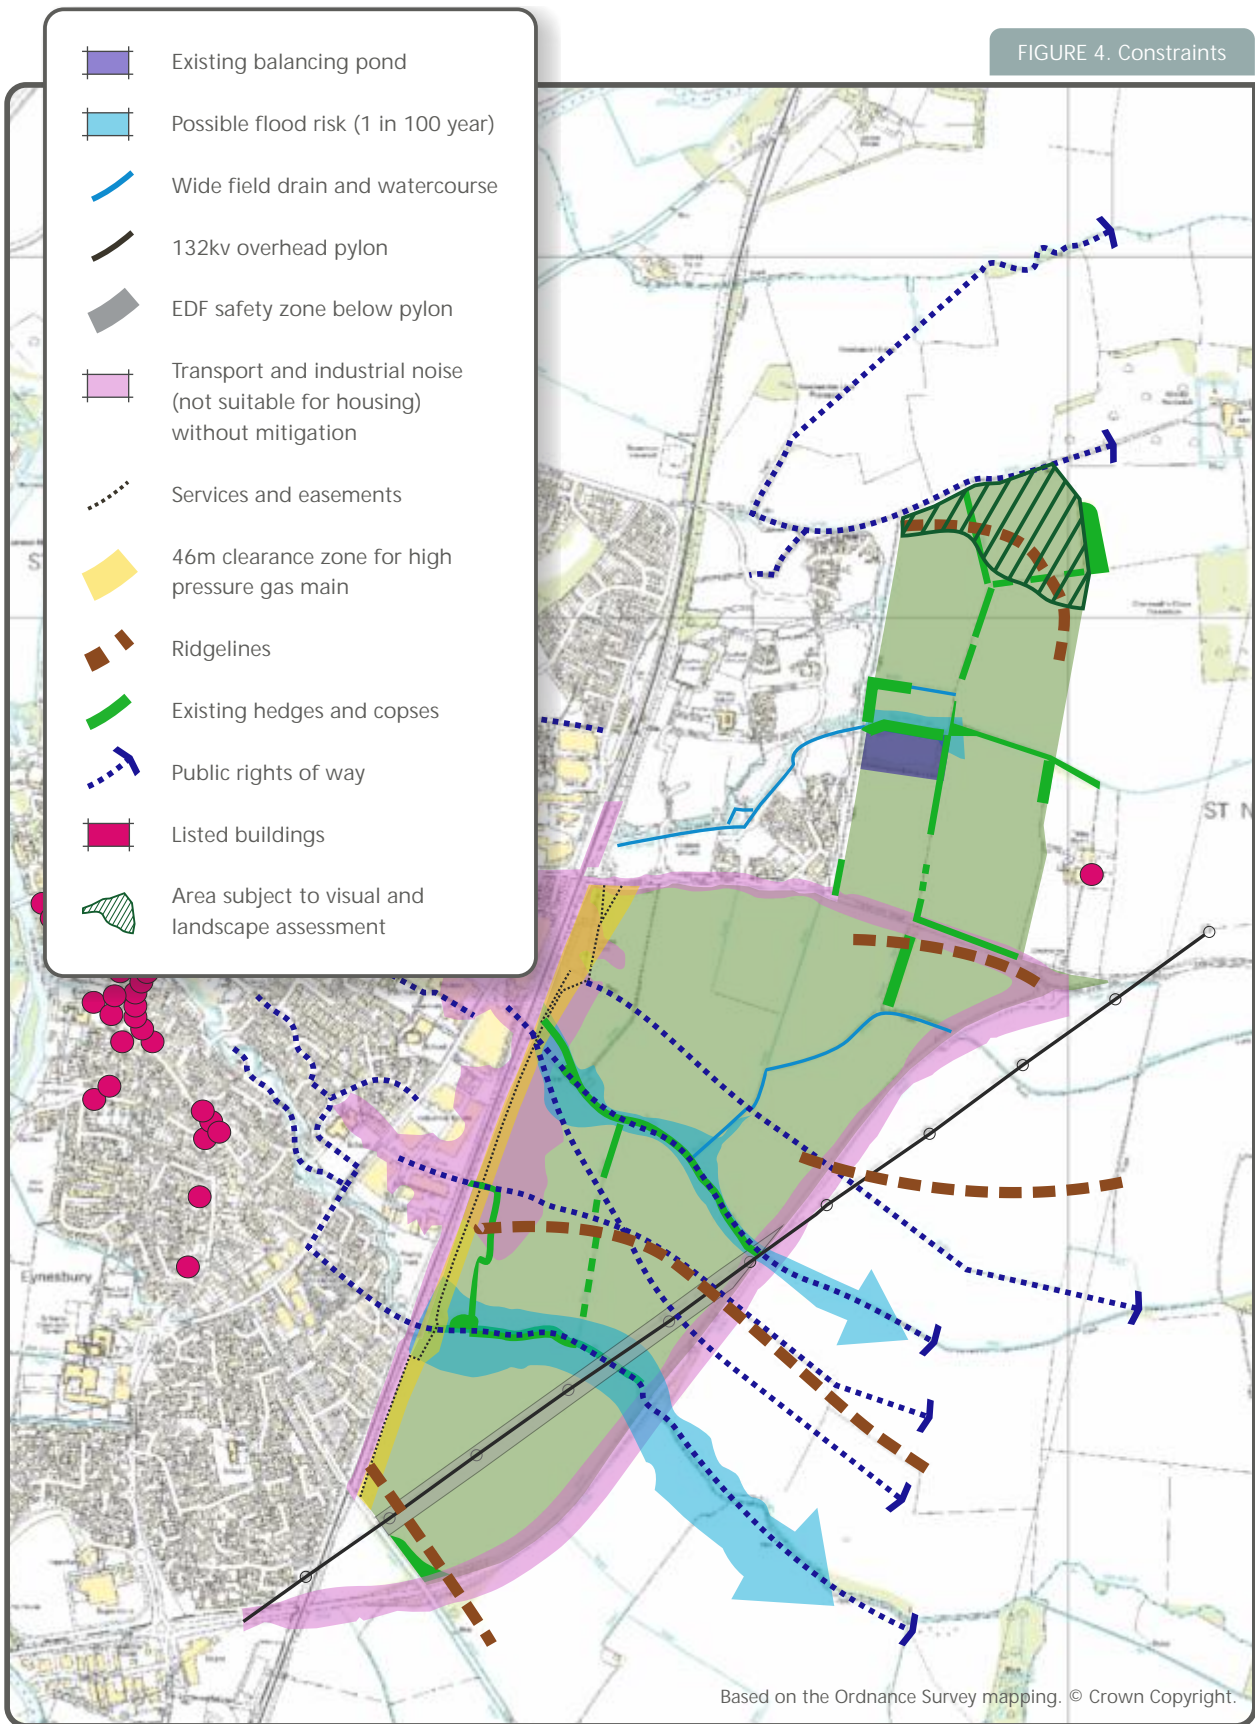 FIGURE 4. Constraints
Existing balancing pond
Possible flood risk (1 in 100 year)
Wide field drain and watercourse
132kv overhead pylon
EDF safety zone below pylon
Transport and industrial noise
(not suitable for housing)
without mitigation
Services and easements
46m clearance zone for high
pressure gas main
Ridgelines
Existing hedges and copses
Public rights of way
Listed buildings
Area subject to visual and
landscape assessment
ST N
Eynesbury
Based on the Ordnance Survey mapping. © Crown Copyright.